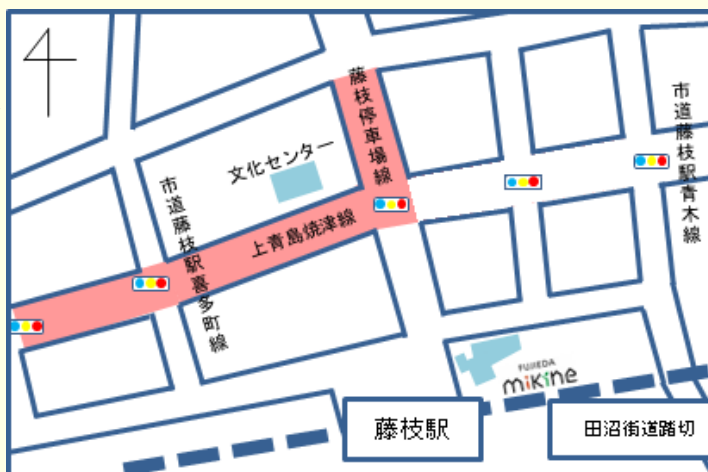 藤枝停車場線
市道藤枝駅青木線
文化センター
市道藤枝駅喜多町線
上青島焼津線
FUJIEDA
mikine
藤枝駅
田沼街道踏切